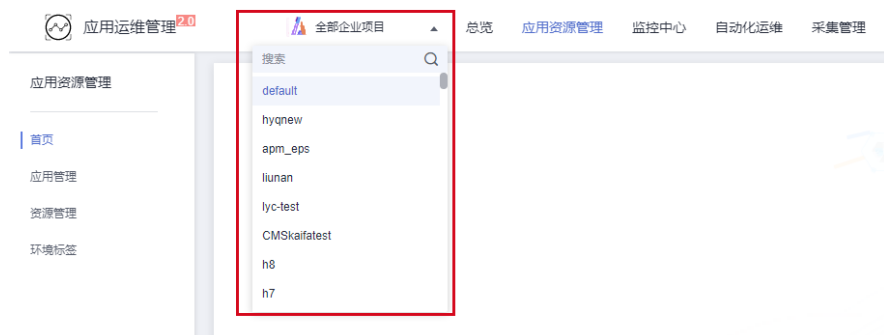 应用运维管理2.0
全部企业项目
总览
应用资源管理
监控中心
自动化运维
采集管理
应用资源管理
首页
应用管理
资源管理
环境标签
搜索
default
hyqnew
apm_eps
liunan
lyc-test
CMSkaifatest
h8
h7